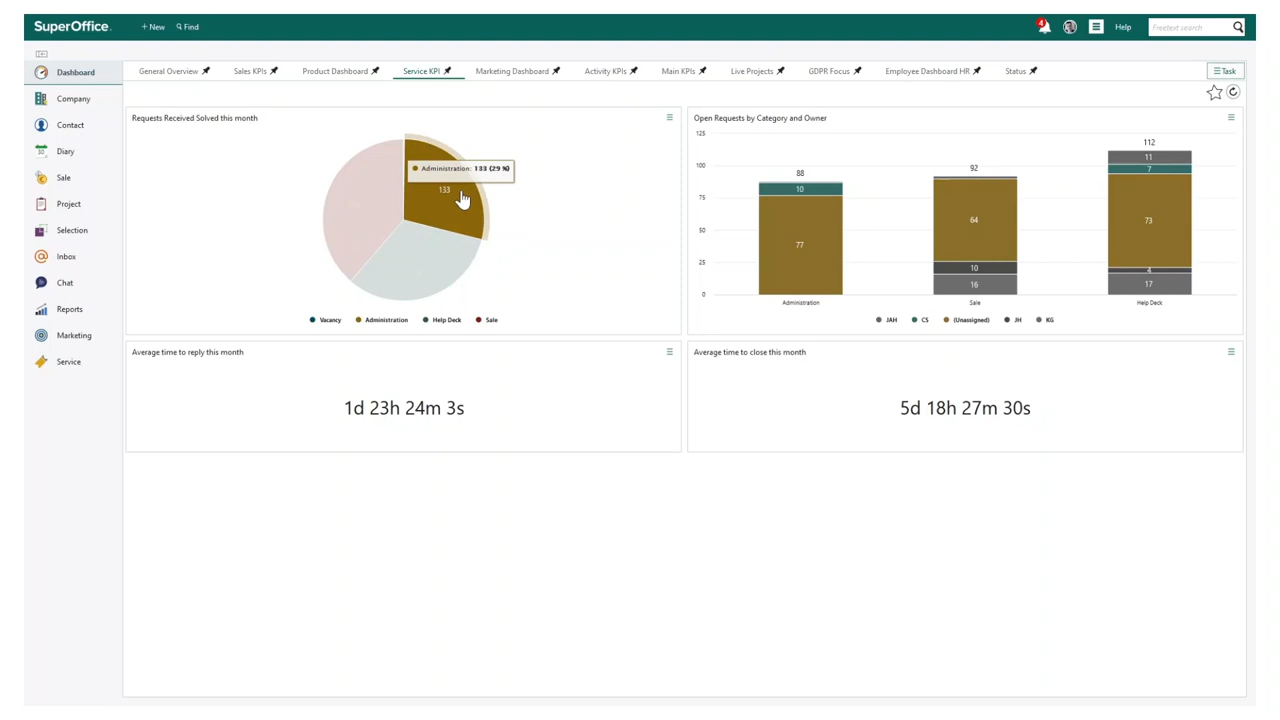 SuperOffice.
+ New
Find
4
Help
Freetext search
Dashboard
Company
Contact
30
Diary
Sale
Project
Selection
Inbox
Chat
Reports
Marketing
Service
General Overview
Sales KPIs
Product Dashboard
Service KPI
Marketing Dashboard
Activity KPIs
Main KPIs
Live Projects
GDPR Focus
Employee Dashboard HR
Status
Task
Requests Received Solved this month
Administration: 133 (29 %)
133
Vacancy
Administration
Help Deck
Sale
Open Requests by Category and Owner
125
100
75
50
25
0
88
10
77
92
64
10
16
112
11
7
73
4
17
Administration
Sale
Help Deck
JAH
CS
(Unassigned)
JH
KG
Average time to reply this month
1d 23h 24m 3s
Average time to close this month
5d 18h 27m 30s